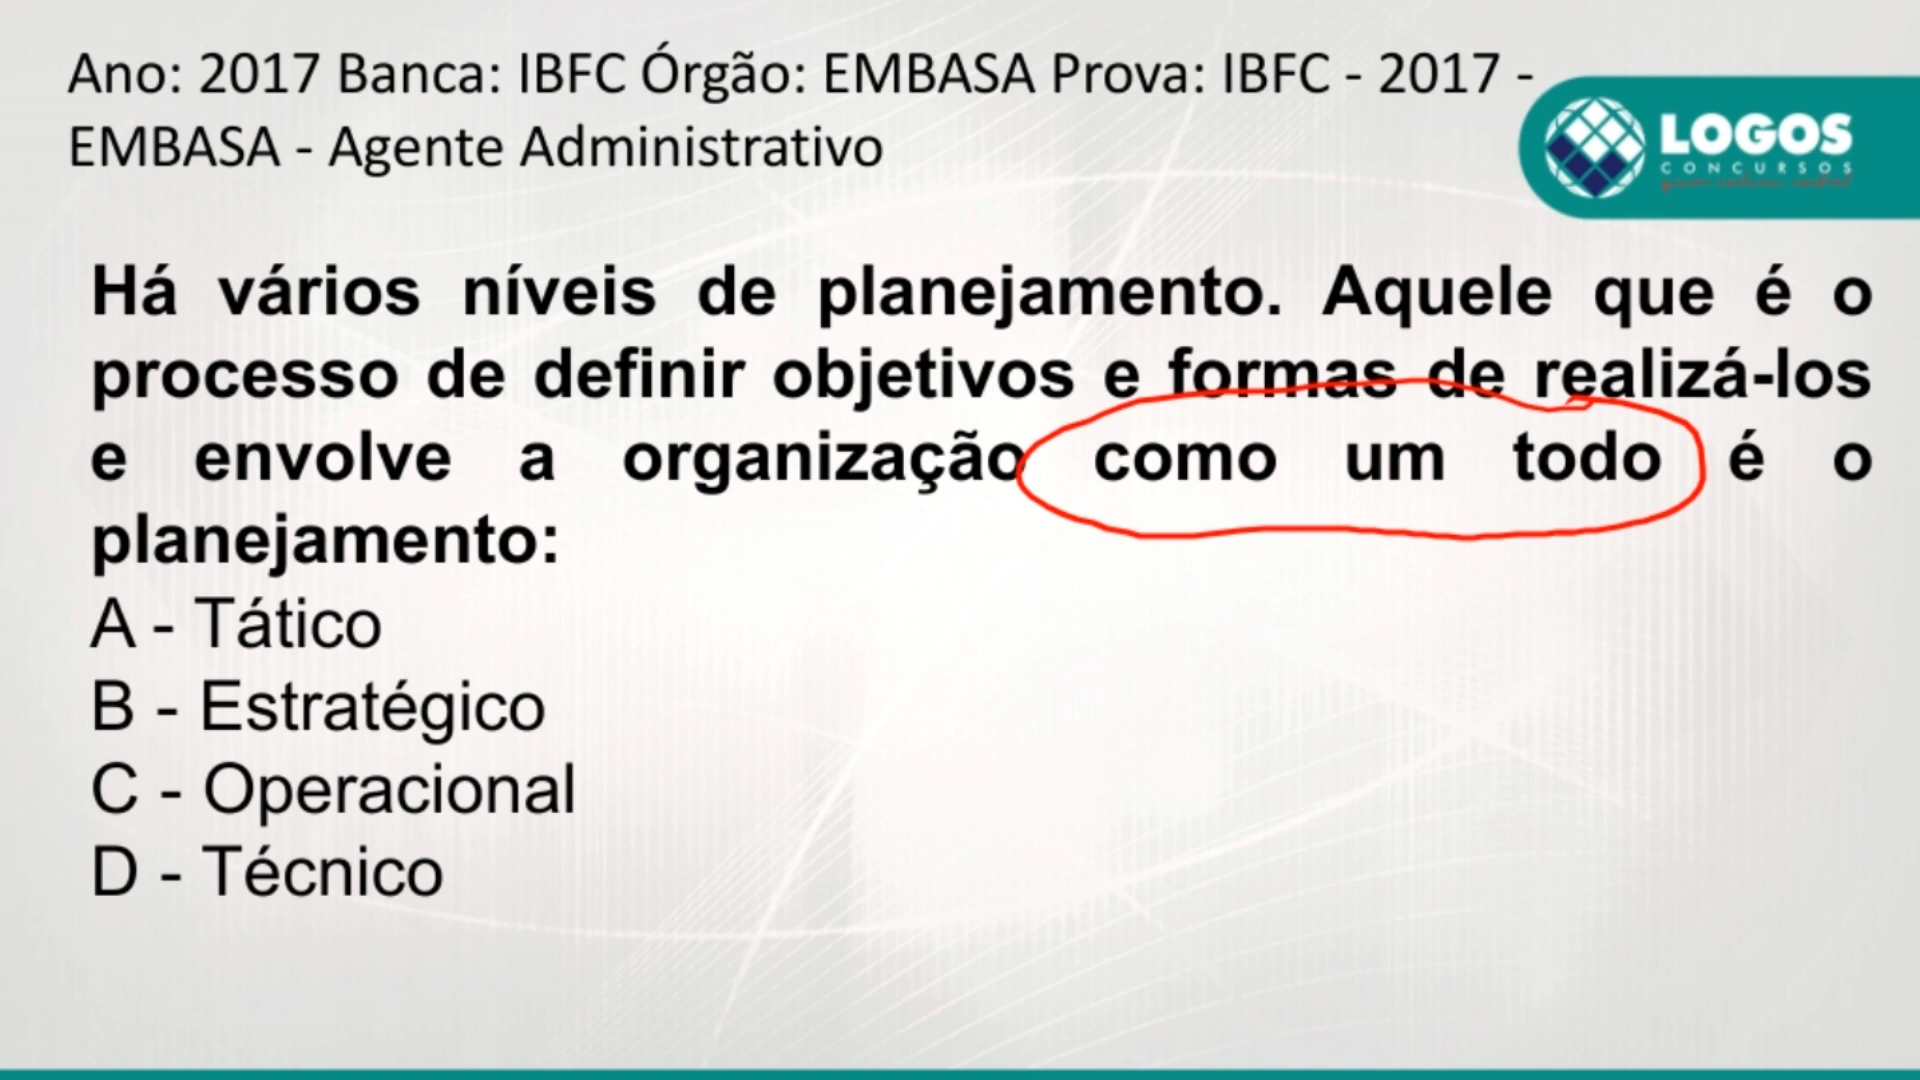 Ano: 2017 Banca: IBFC Órgão: EMBASA Prova: IBFC - 2017 -
EMBASA - Agente Administrativo
LOGOS
CONCURSOS
Há vários níveis de planejamento. Aquele que é o
processo de definir objetivos e formas de realizá-los
e envolve a organização como um todo é o
planejamento:
A - Tático
B - Estratégico
C - Operacional
D - Técnico